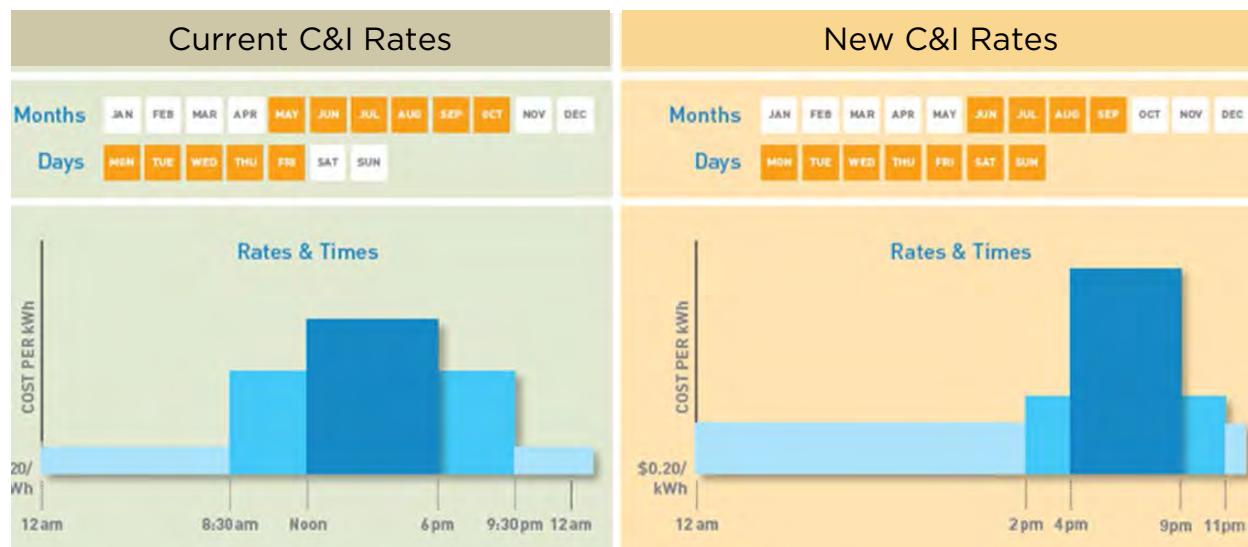 Current C&I Rates
Months JAN FEB MAR APR MAY JUN JUL AUG SEP OCT NOV DEC
Days MON TUE WED THU FRI SAT SUN
Rates & Times
COST PER kWh
20/
Wh
12am 8:30am Noon 6pm 9:30pm 12am
New C&I Rates
Months JAN FEB MAR APR MAY JUN JUL AUG SEP OCT NOV DEC
Days MON TUE WED THU FRI SAT SUN
Rates & Times
COST PER kWh
$0.20/
kWh
12am 2pm 4pm 9pm 11pm